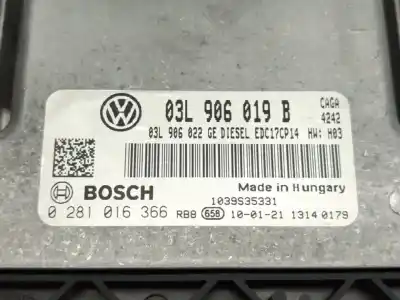 03L 906 019 B
CAGA
4242
03L 906 022 GE DIESEL EDC17CP14 HW: H03
Made in Hungary
BOSCH
1039S35331
0 281 016 366 RB8 658 10-01-21 1314 0179